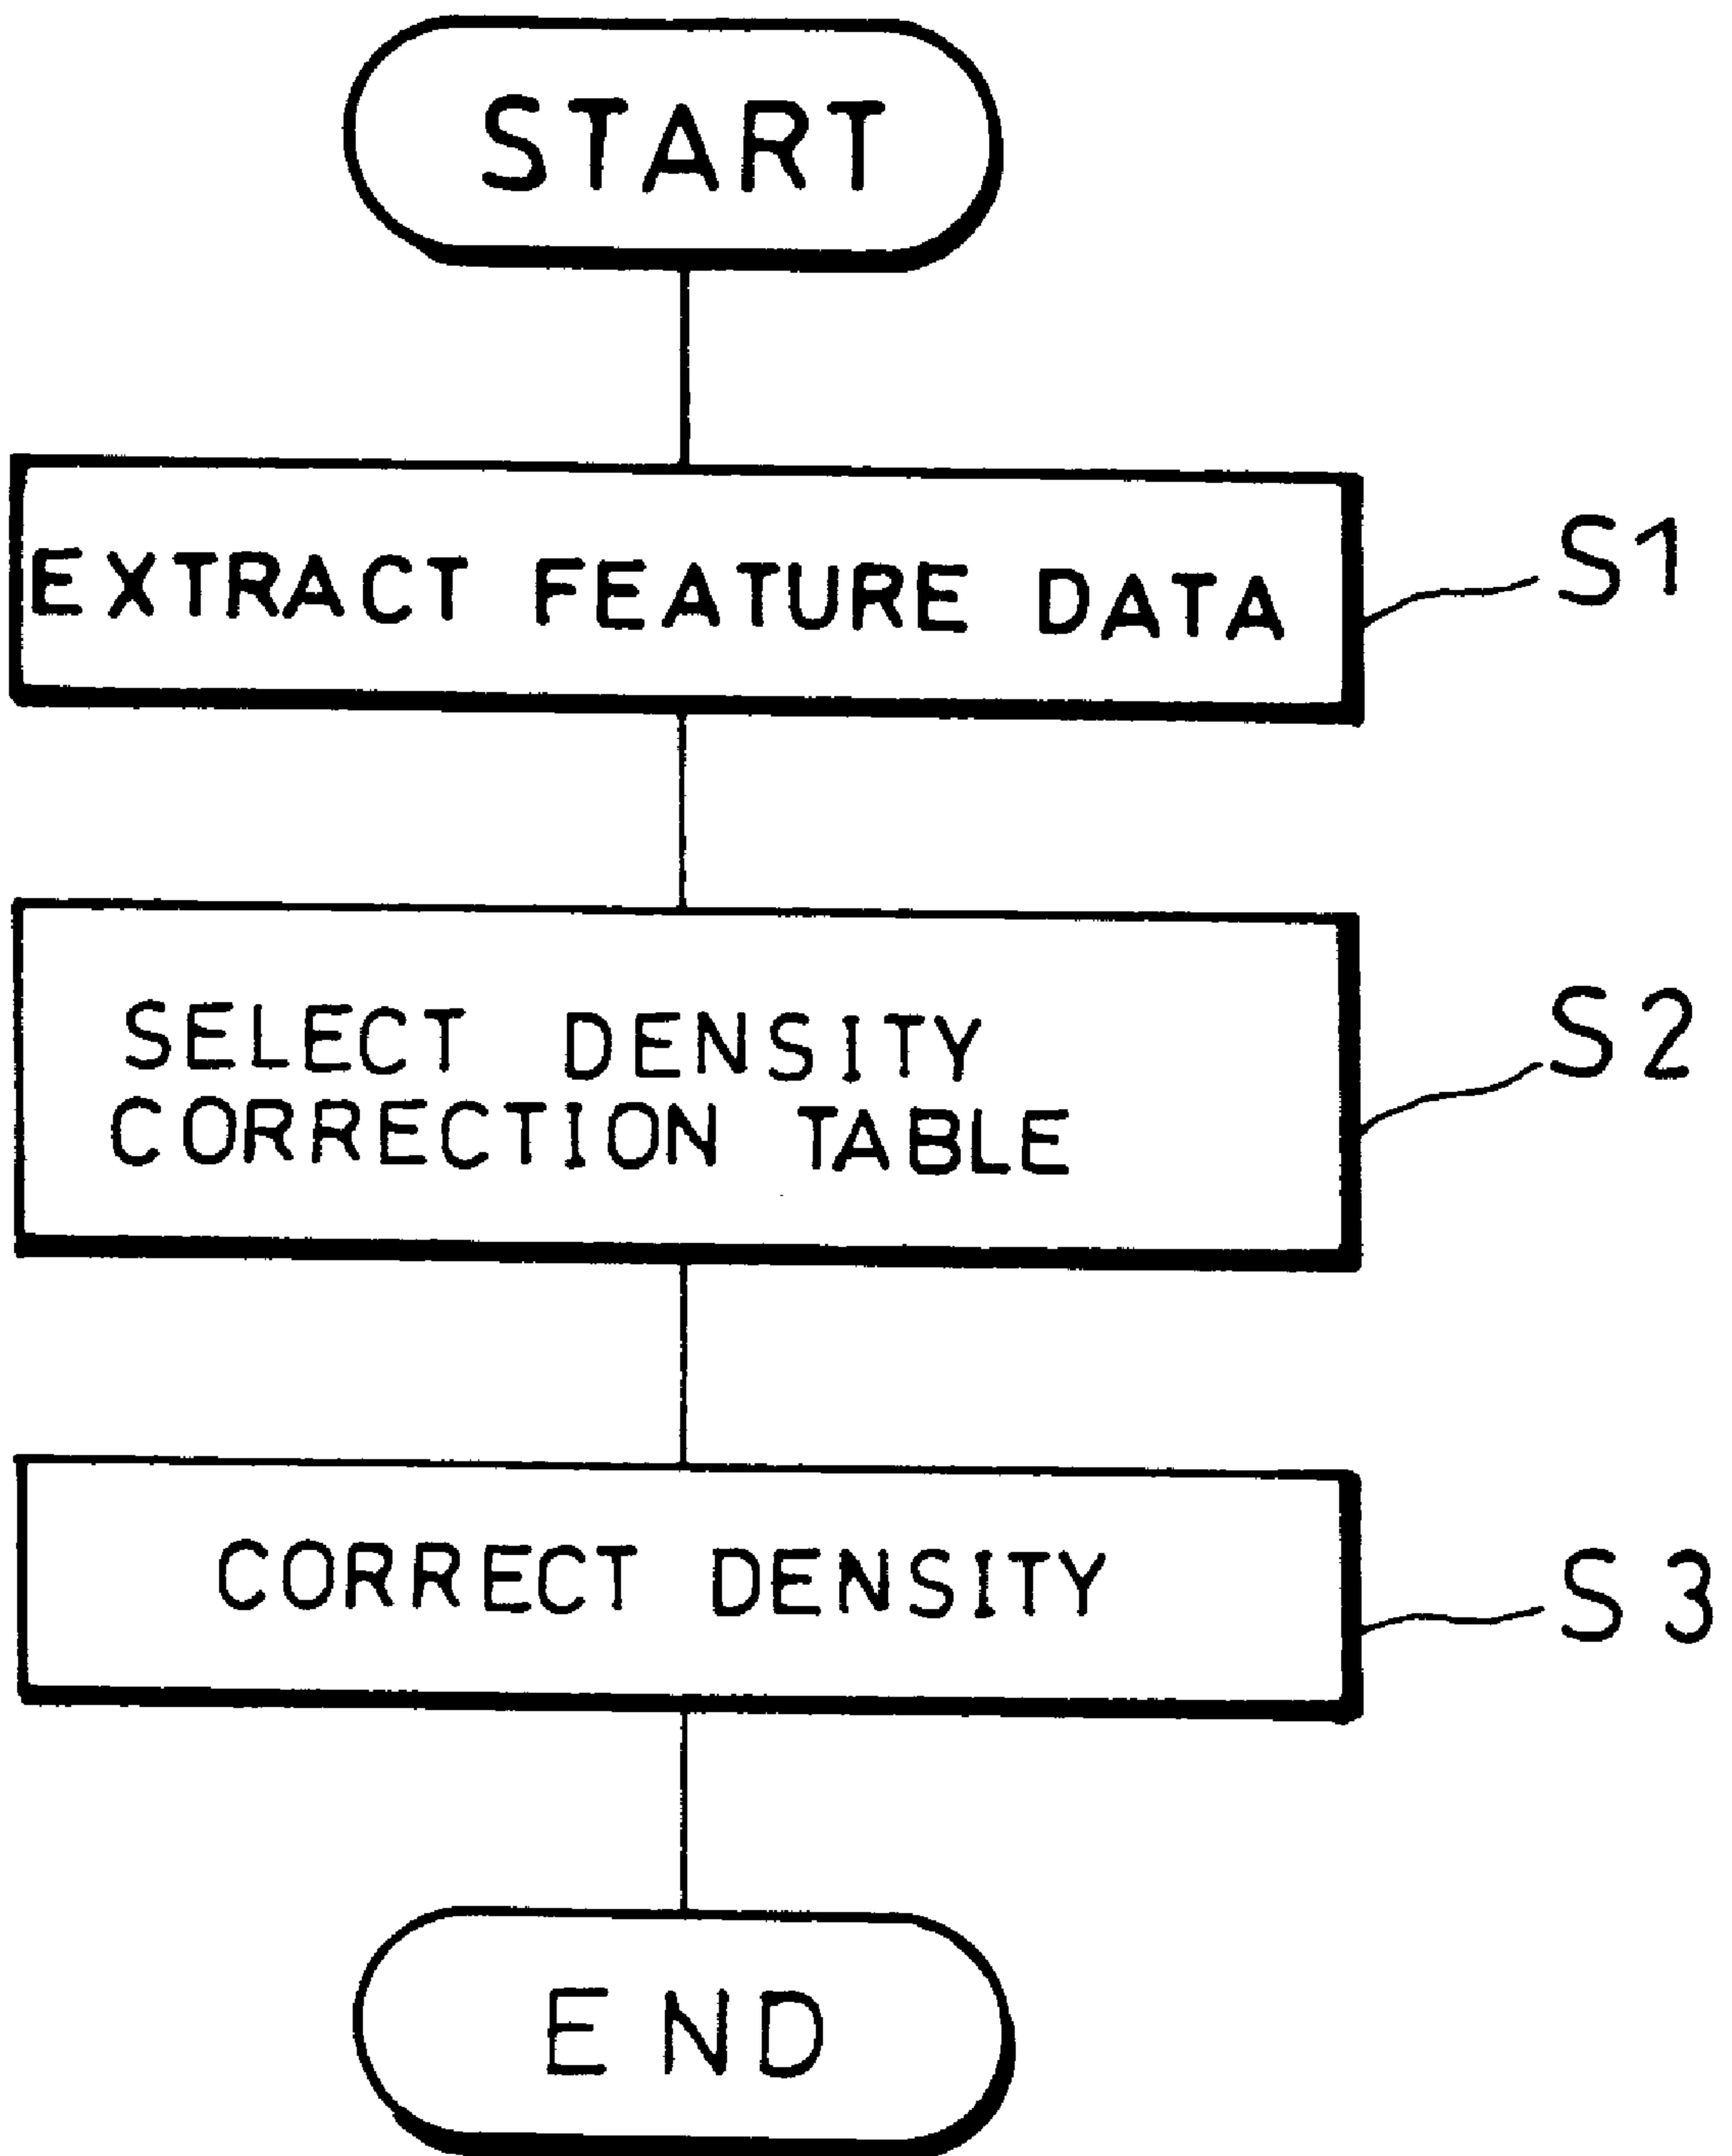 START
EXTRACT FEATURE DATA
S1
SELECT DENSITY
CORRECTION TABLE
S2
CORRECT DENSITY
S3
END